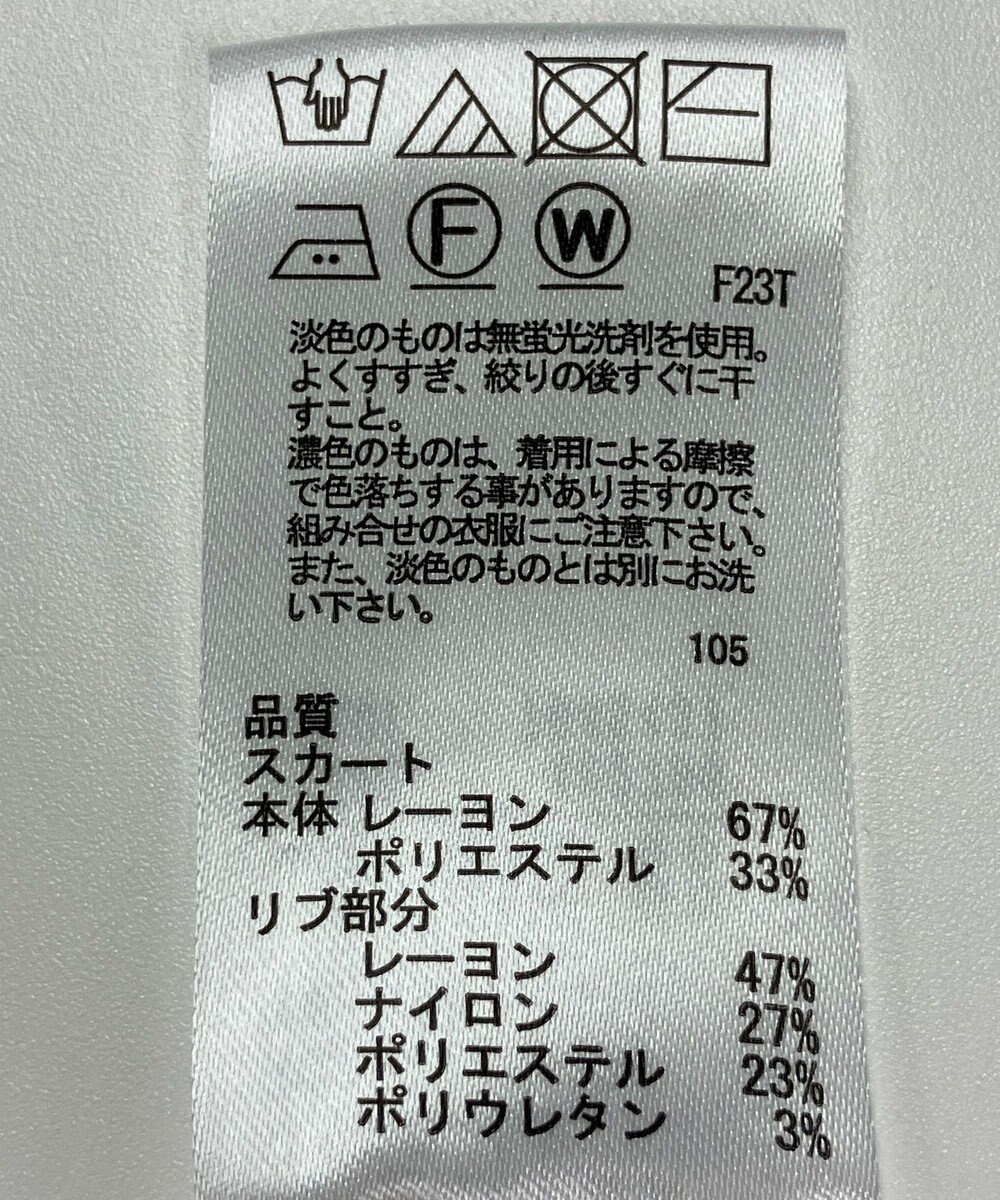 F W F23T
淡色のものは無蛍光洗剤を使用。
よくすすぎ、絞りの後すぐに干
すこと。
濃色のものは、着用による摩擦
で色落ちする事がありますので、
組み合せの衣服にご注意下さい。
また、淡色のものとは別にお洗
い下さい。
105
品質
スカート
本体 レーヨン 67%
ポリエステル 33%
リブ部分
レーヨン 47%
ナイロン 27%
ポリエステル 23%
ポリウレタン 3%